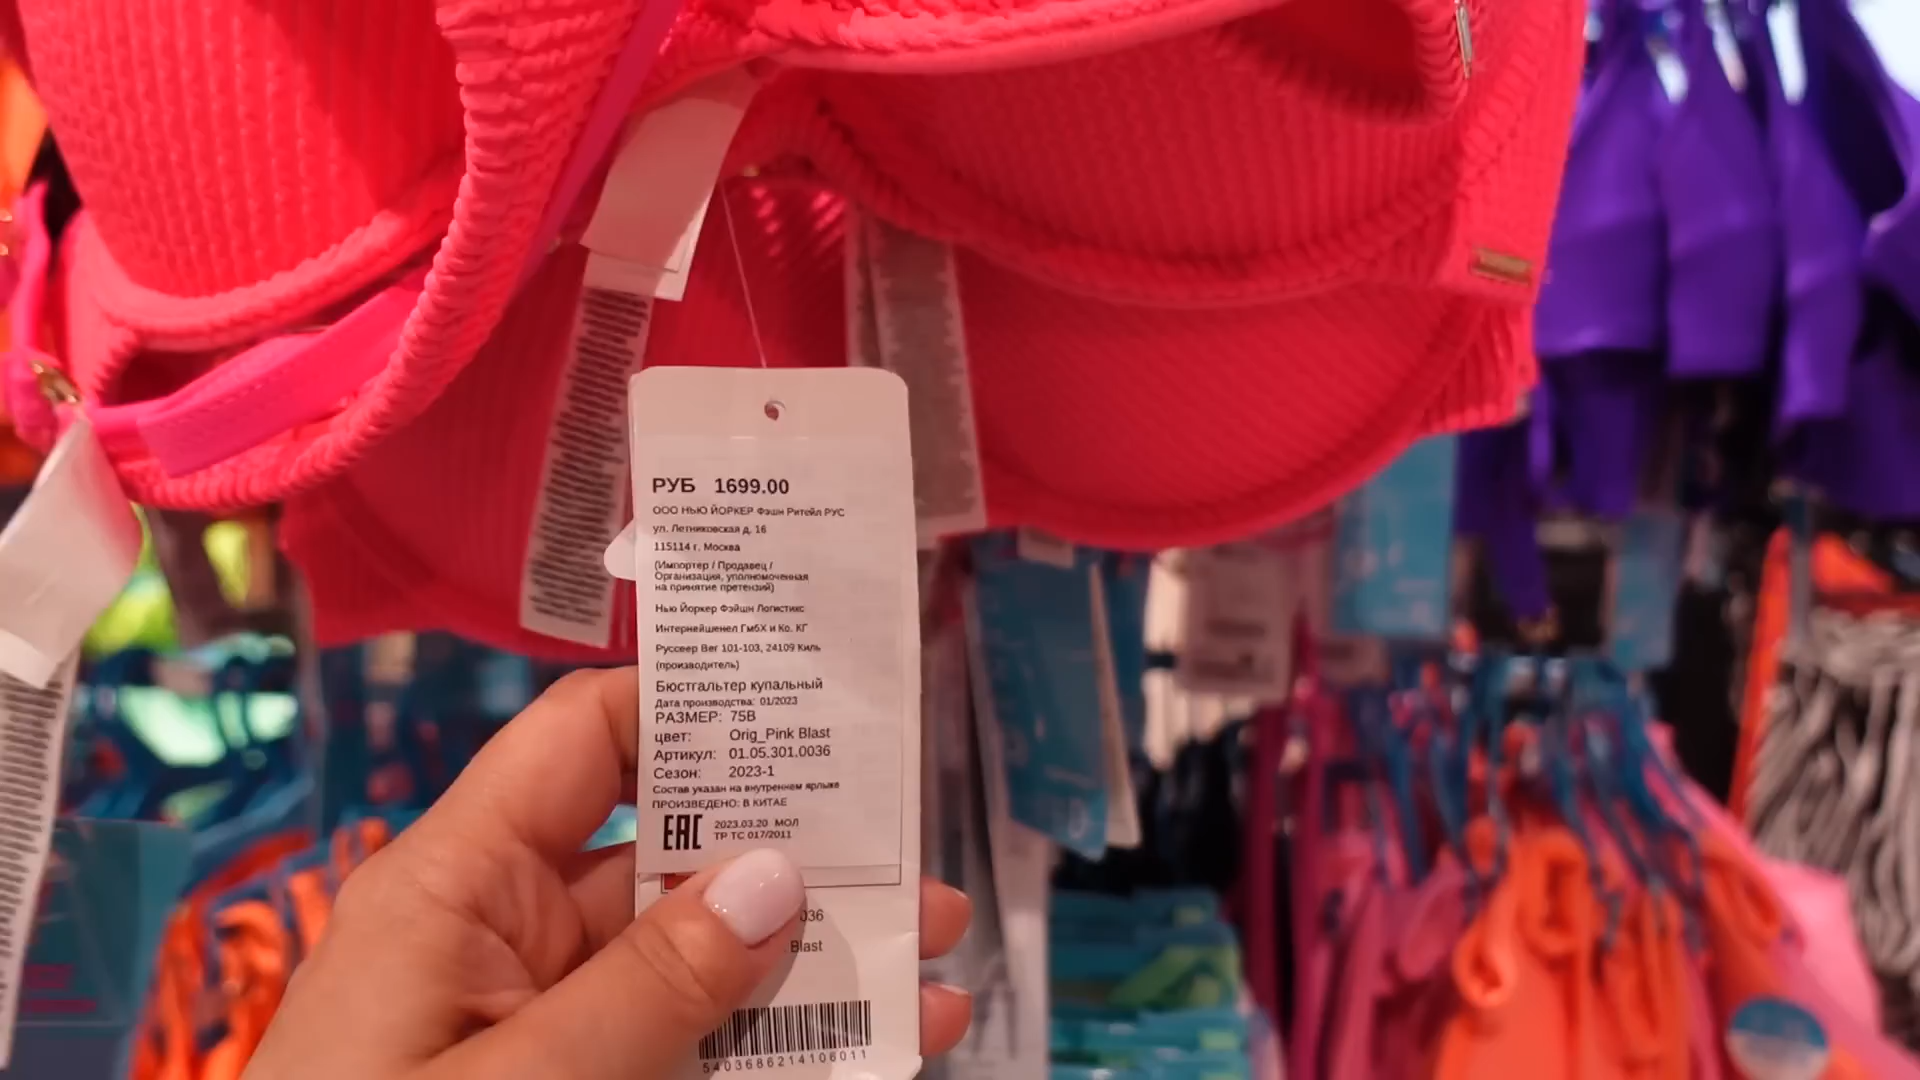 РУБ 1699.00
ООО НЬЮ ЙОРКЕР Фэшн Ритейл РУС
ул. Летниковская д. 16
115114 г. Москва
(Импортер / Продавец /
Организация, уполномоченная
на принятие претензий)
Нью Йоркер Фэйшн Логистикс
Интернейшенел ГмбХ и Ко. КГ
Руссеер Вег 101-103, 24109 Киль
(производитель)
Бюстгальтер купальный
Дата производства: 01/2023
РАЗМЕР: 75B
цвет: Orig_Pink Blast
Артикул: 01.05.301.0036
Сезон: 2023-1
Состав указан на внутреннем ярлыке
ПРОИЗВЕДЕНО: В КИТАЕ
EAC 2023.03.20 МОЛ
ТР ТС 017/2011
036
Blast
5403686214106011